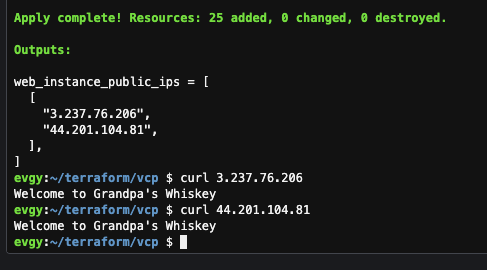 Apply complete! Resources: 25 added, 0 changed, 0 destroyed.
Outputs:
web_instance_public_ips = [
  [
    "3.237.76.206",
    "44.201.104.81",
  ],
]
evgy:~/terraform/vcp $ curl 3.237.76.206
Welcome to Grandpa's Whiskey
evgy:~/terraform/vcp $ curl 44.201.104.81
Welcome to Grandpa's Whiskey
evgy:~/terraform/vcp $